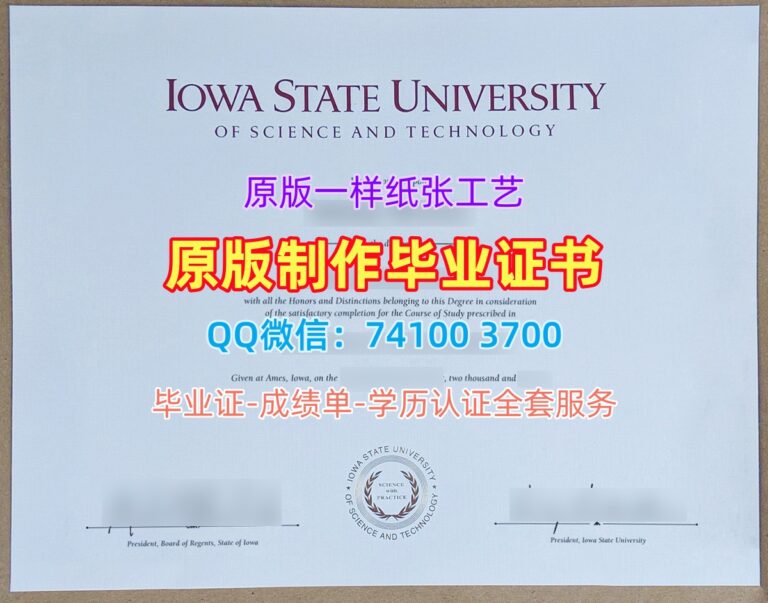 IOWA STATE UNIVERSITY
OF SCIENCE AND TECHNOLOGY
原版一样纸张工艺
原版制作毕业证书
with all the Honors and Distinctions belonging to this Degree in consideration
of the satisfactory completion for the Course of Study prescribed in
QQ微信：74100 3700
Given at Ames, Iowa, on the , two thousand and
毕业证-成绩单-学历认证全套服务
IOWA STATE UNIVERSITY
SCIENCE
with
PRACTICE
OF SCIENCE AND TECHNOLOGY
President, Board of Regents, State of Iowa
President, Iowa State University